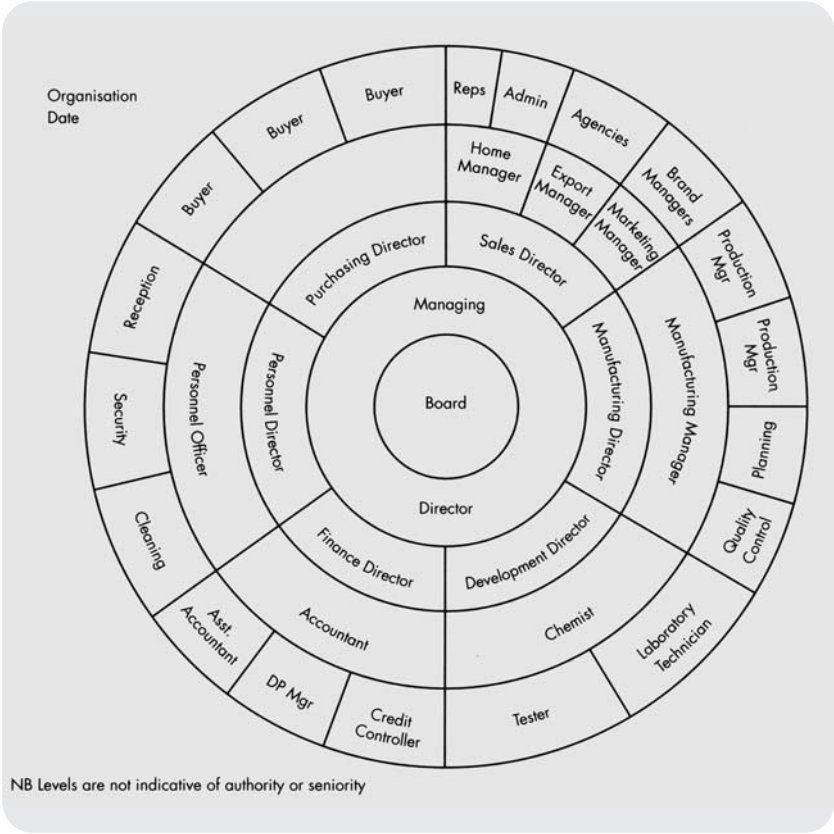 Organisation
Date
Buyer
Buyer
Buyer
Reps
Admin
Agencies
Brand
Managers
Home
Manager
Export
Manager
Marketing
Manager
Production
Mgr
Production
Mgr
Planning
Quality
Control
Purchasing Director
Sales Director
Managing
Board
Director
Reception
Security
Cleaning
Personnel Officer
Personnel Director
Manufacturing Director
Manufacturing Manager
Finance Director
Development Director
Accountant
Chemist
Asst.
Accountant
DP Mgr
Credit
Controller
Tester
Laboratory
Technician
NB Levels are not indicative of authority or seniority